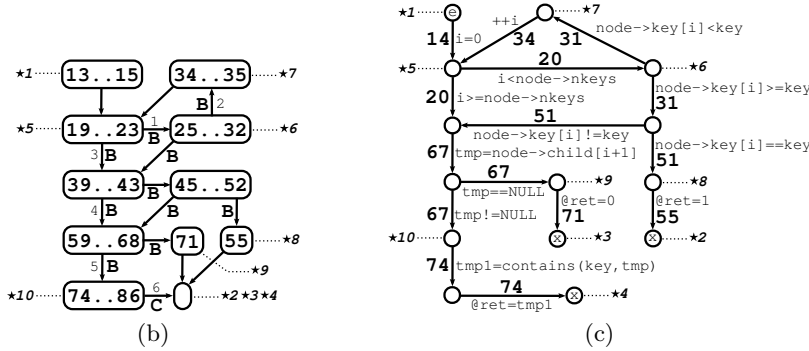 ★1
13..15
34..35
★7
B
2
★5
19..23
1
B
25..32
★6
3
B
B
39..43
B
45..52
4
B
B
B
59..68
B
71
55
★8
5
B
★9
★10
74..86
6
C
★2★3★4
(b)
★1
e
★7
++i
14
i=0
34
31
node->key[i]<key
★5
20
★6
i<node->nkeys
node->key[i]>=key
20
i>=node->nkeys
31
51
node->key[i]!=key
node->key[i]==key
67
tmp=node->child[i+1]
51
67
★9
★8
tmp==NULL
@ret=0
@ret=1
67
tmp!=NULL
71
55
★10
x
★3
x
★2
74
tmp1=contains(key,tmp)
74
x
★4
@ret=tmp1
(c)